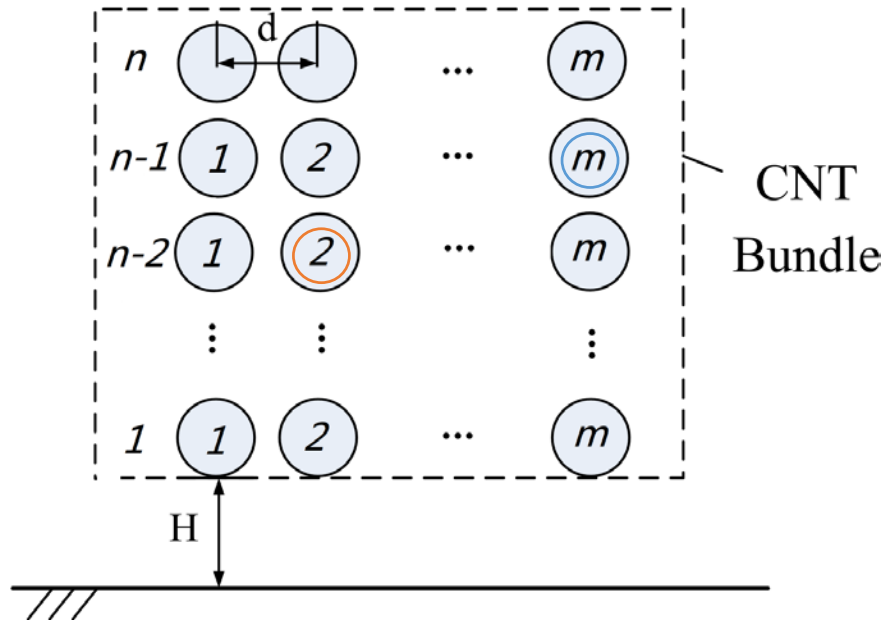 n d ... m
n-1 1 2 ... m
n-2 1 2 ... m
⋮ ⋮ ⋮
1 1 2 ... m
CNT
Bundle
H